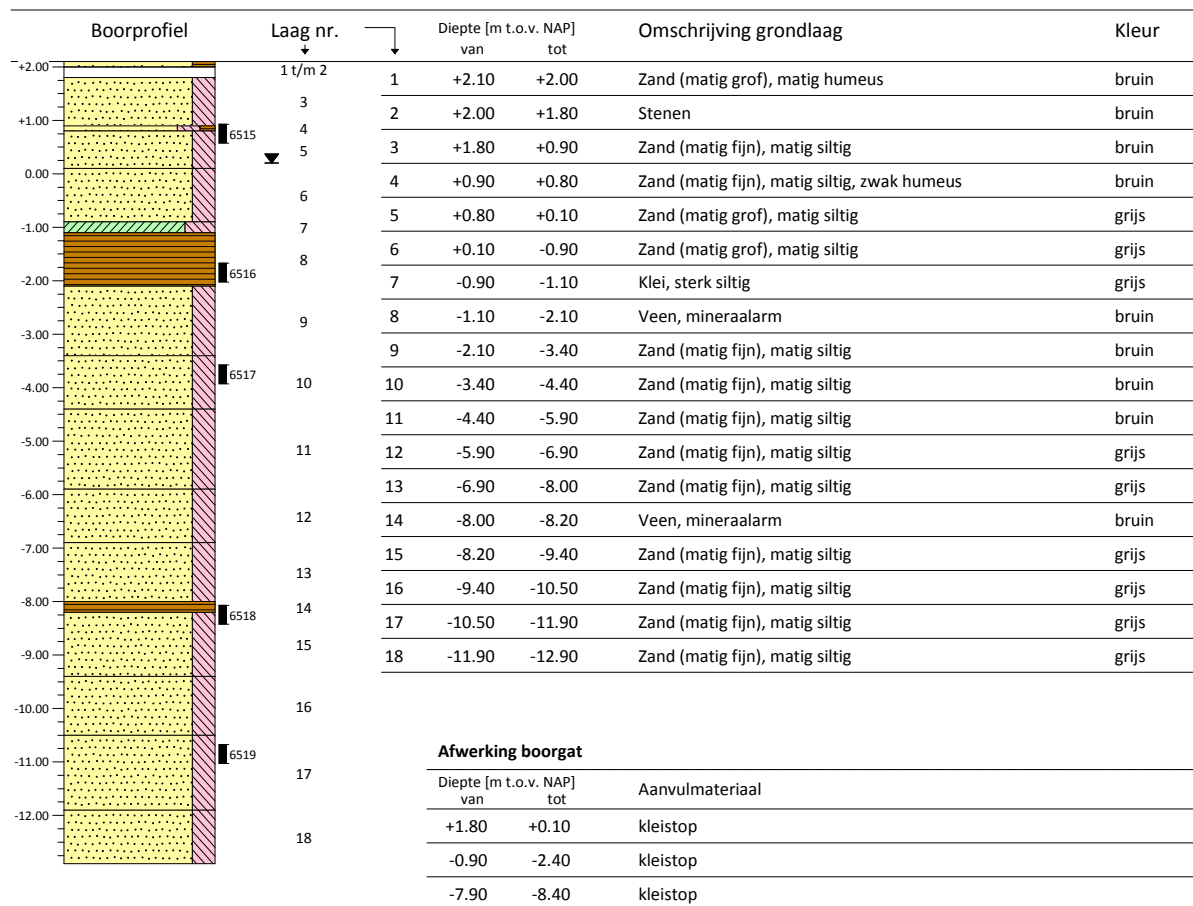 Boorprofiel Laag nr. Diepte [m t.o.v. NAP] Omschrijving grondlaag Kleur
van tot
1 t/m 2
1 +2.10 +2.00 Zand (matig grof), matig humeus bruin
2 +2.00 +1.80 Stenen bruin
3 +1.80 +0.90 Zand (matig fijn), matig siltig bruin
4 +0.90 +0.80 Zand (matig fijn), matig siltig, zwak humeus bruin
5 +0.80 +0.10 Zand (matig grof), matig siltig grijs
6 +0.10 -0.90 Zand (matig grof), matig siltig grijs
7 -0.90 -1.10 Klei, sterk siltig grijs
8 -1.10 -2.10 Veen, mineraalarm bruin
9 -2.10 -3.40 Zand (matig fijn), matig siltig bruin
10 -3.40 -4.40 Zand (matig fijn), matig siltig bruin
11 -4.40 -5.90 Zand (matig fijn), matig siltig bruin
12 -5.90 -6.90 Zand (matig fijn), matig siltig grijs
13 -6.90 -8.00 Zand (matig fijn), matig siltig grijs
14 -8.00 -8.20 Veen, mineraalarm bruin
15 -8.20 -9.40 Zand (matig fijn), matig siltig grijs
16 -9.40 -10.50 Zand (matig fijn), matig siltig grijs
17 -10.50 -11.90 Zand (matig fijn), matig siltig grijs
18 -11.90 -12.90 Zand (matig fijn), matig siltig grijs
+2.00
3
+1.00
4
6515
5
0.00
6
-1.00
7
8
6516
-2.00
9
-3.00
6517
-4.00
10
-5.00
11
-6.00
12
-7.00
13
-8.00
14
6518
15
-9.00
16
-10.00
6519
-11.00
17
-12.00
18
Afwerking boorgat
Diepte [m t.o.v. NAP] Aanvulmateriaal
van tot
+1.80 +0.10 kleistop
-0.90 -2.40 kleistop
-7.90 -8.40 kleistop